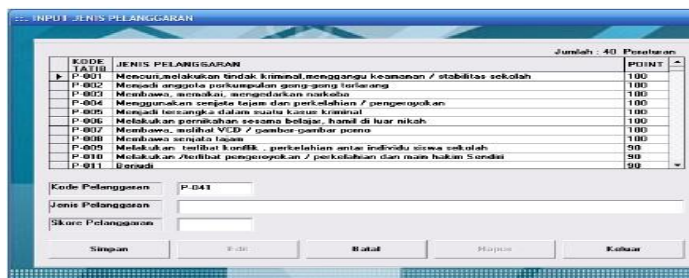 ::.. INPUT JENIS PELANGGARAN
Jumlah : 40 Peraturan
KODE TATIB JENIS PELANGGARAN POINT
P-001 Mencuri,melakukan tindak kriminal,menggangu keamanan / stabilitas sekolah 100
P-002 Menjadi anggota perkumpulan geng-geng terlarang 100
P-003 Membawa, memakai, mengedarkan narkoba 100
P-004 Menggunakan senjata tajam dan perkelahian / pengeroyokan 100
P-005 Menjadi tersangka dalam suatu kasus kriminal 100
P-006 Melakukan pernikahan sesama belajar, hamil di luar nikah 100
P-007 Membawa, melihat VCD / gambar-gambar porno 100
P-008 Membawa senjata tajam 100
P-009 Melakukan terlibat konflik , perkelahian antar individu siswa sekolah 90
P-010 Melakukan /terlibat pengeroyokan / perkelahian dan main hakim Sendiri 90
P-011 Berjudi 90
Kode Pelanggaran P-041
Jenis Pelanggaran
Skore Pelanggaran
Simpan Edit Batal Hapus Keluar